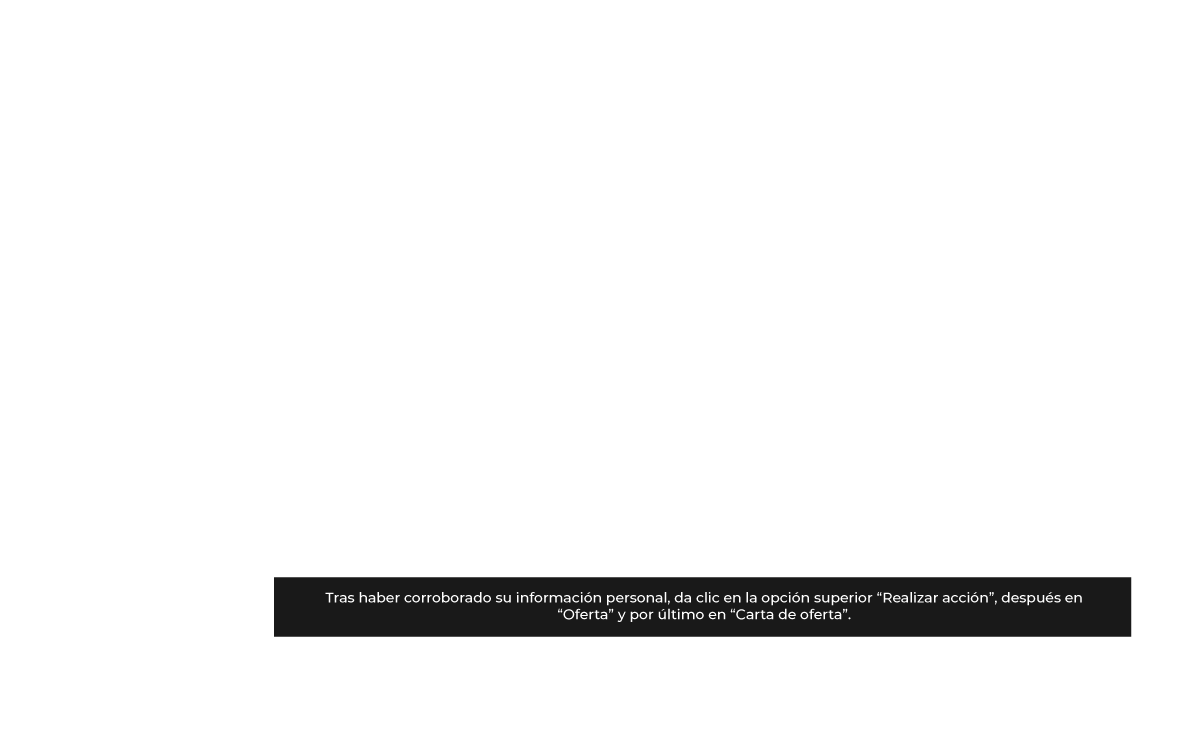 Tras haber corroborado su información personal, da clic en la opción superior “Realizar acción”, después en
“Oferta” y por último en “Carta de oferta”.